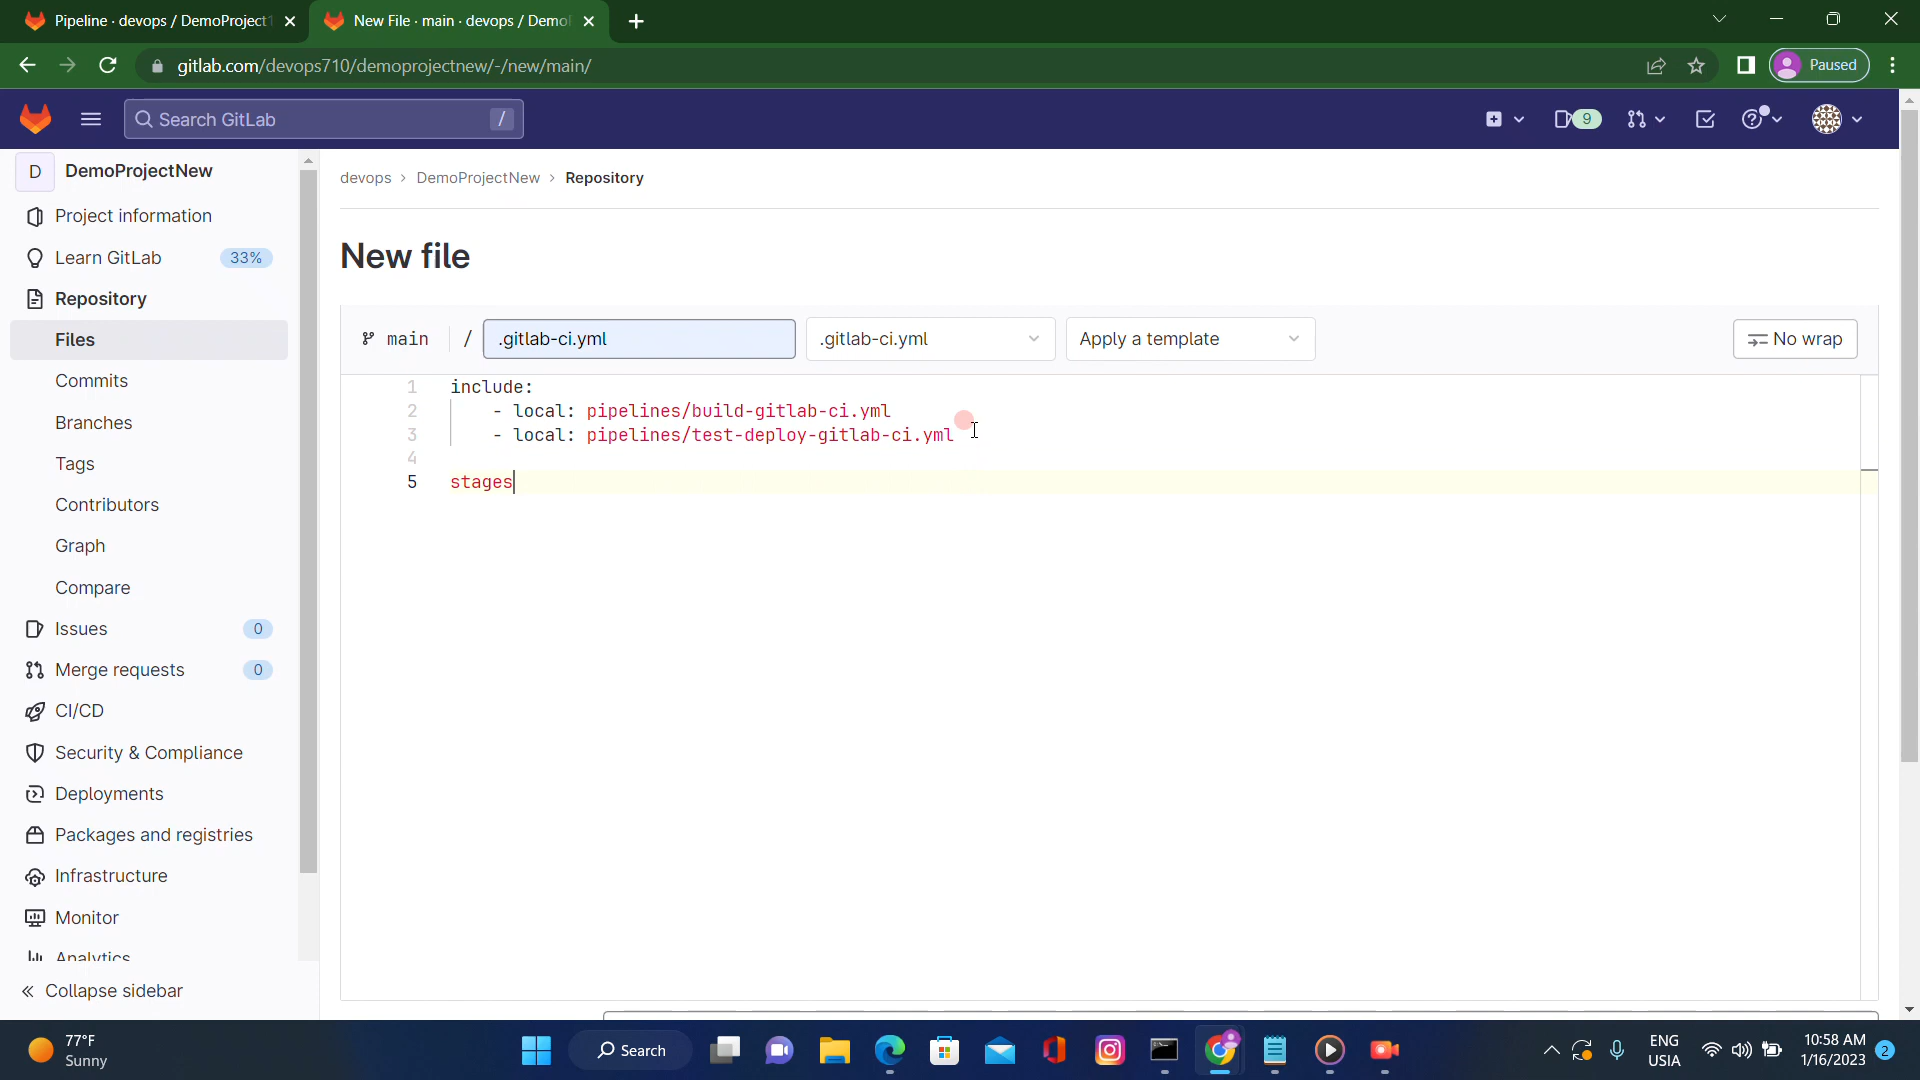 Pipeline · devops / DemoProject1
New File · main · devops / Demo
gitlab.com/devops710/demoprojectnew/-/new/main/
Paused
Search GitLab
/
9
D
DemoProjectNew
devops > DemoProjectNew > Repository
Project information
Learn GitLab
33%
Repository
Files
Commits
Branches
Tags
Contributors
Graph
Compare
Issues
0
Merge requests
0
CI/CD
Security & Compliance
Deployments
Packages and registries
Infrastructure
Monitor
Analytics
Collapse sidebar
New file
main
/
.gitlab-ci.yml
.gitlab-ci.yml
Apply a template
No wrap
1 include:
2 - local: pipelines/build-gitlab-ci.yml
3 - local: pipelines/test-deploy-gitlab-ci.yml
4
5 stages
77°F
Sunny
Search
ENG
USIA
10:58 AM
1/16/2023
2